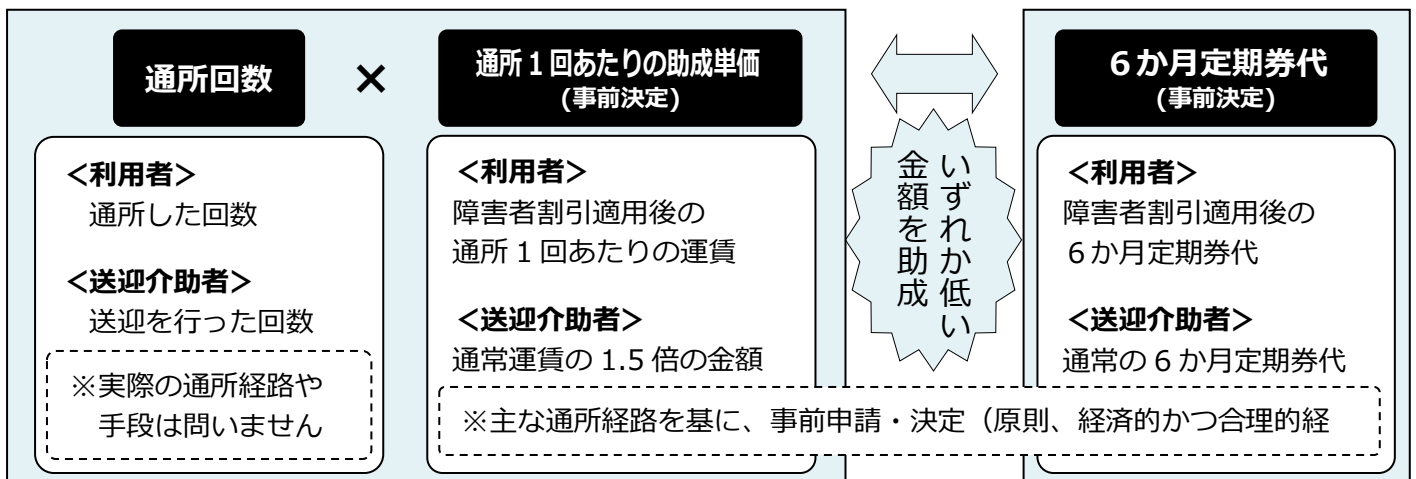 通所回数
×
通所１回あたりの助成単価
(事前決定)
６か月定期券代
(事前決定)
＜利用者＞
通所した回数
＜送迎介助者＞
送迎を行った回数
※実際の通所経路や
手段は問いません
＜利用者＞
障害者割引適用後の
通所１回あたりの運賃
＜送迎介助者＞
通常運賃の 1.5 倍の金額
いずれか低い
金額を助成
＜利用者＞
障害者割引適用後の
６か月定期券代
＜送迎介助者＞
通常の６か月定期券代
※主な通所経路を基に、事前申請・決定（原則、経済的かつ合理的経